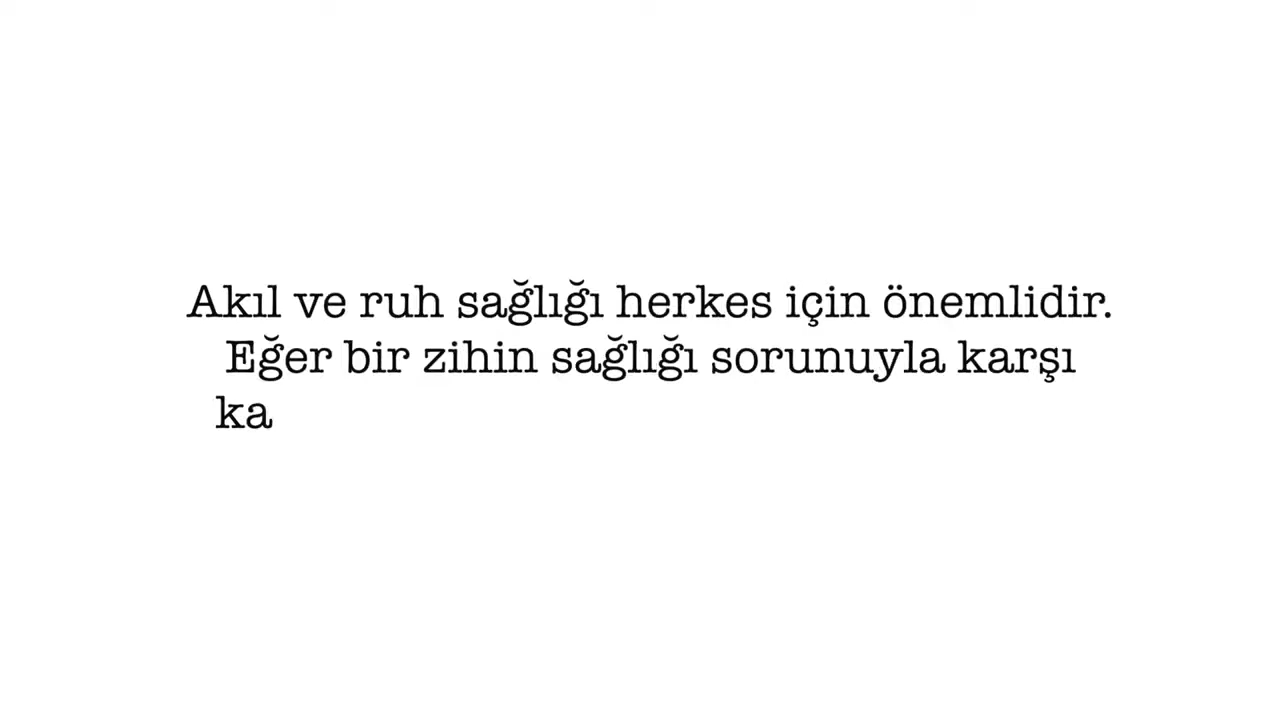 Akıl ve ruh sağlığı herkes için önemlidir.
Eğer bir zihin sağlığı sorunuyla karşı
ka